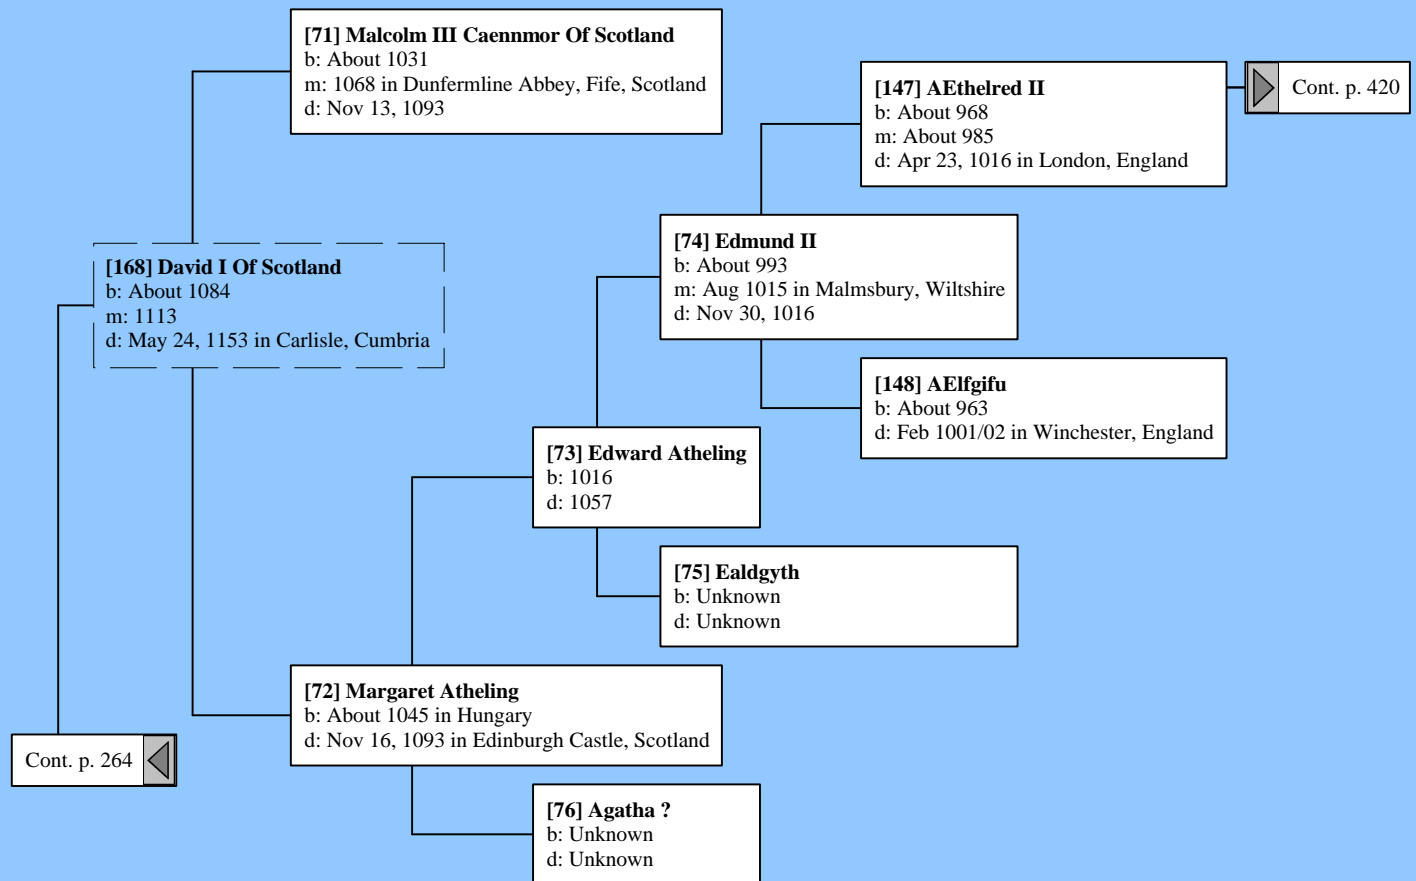 [71] Malcolm III Caennmor Of Scotland
b: About 1031
m: 1068 in Dunfermline Abbey, Fife, Scotland
d: Nov 13, 1093
[147] AEthelred II
b: About 968
m: About 985
d: Apr 23, 1016 in London, England
Cont. p. 420
[74] Edmund II
b: About 993
m: Aug 1015 in Malmsbury, Wiltshire
d: Nov 30, 1016
[168] David I Of Scotland
b: About 1084
m: 1113
d: May 24, 1153 in Carlisle, Cumbria
[148] AElfgifu
b: About 963
d: Feb 1001/02 in Winchester, England
[73] Edward Atheling
b: 1016
d: 1057
[75] Ealdgyth
b: Unknown
d: Unknown
[72] Margaret Atheling
b: About 1045 in Hungary
d: Nov 16, 1093 in Edinburgh Castle, Scotland
Cont. p. 264
[76] Agatha ?
b: Unknown
d: Unknown